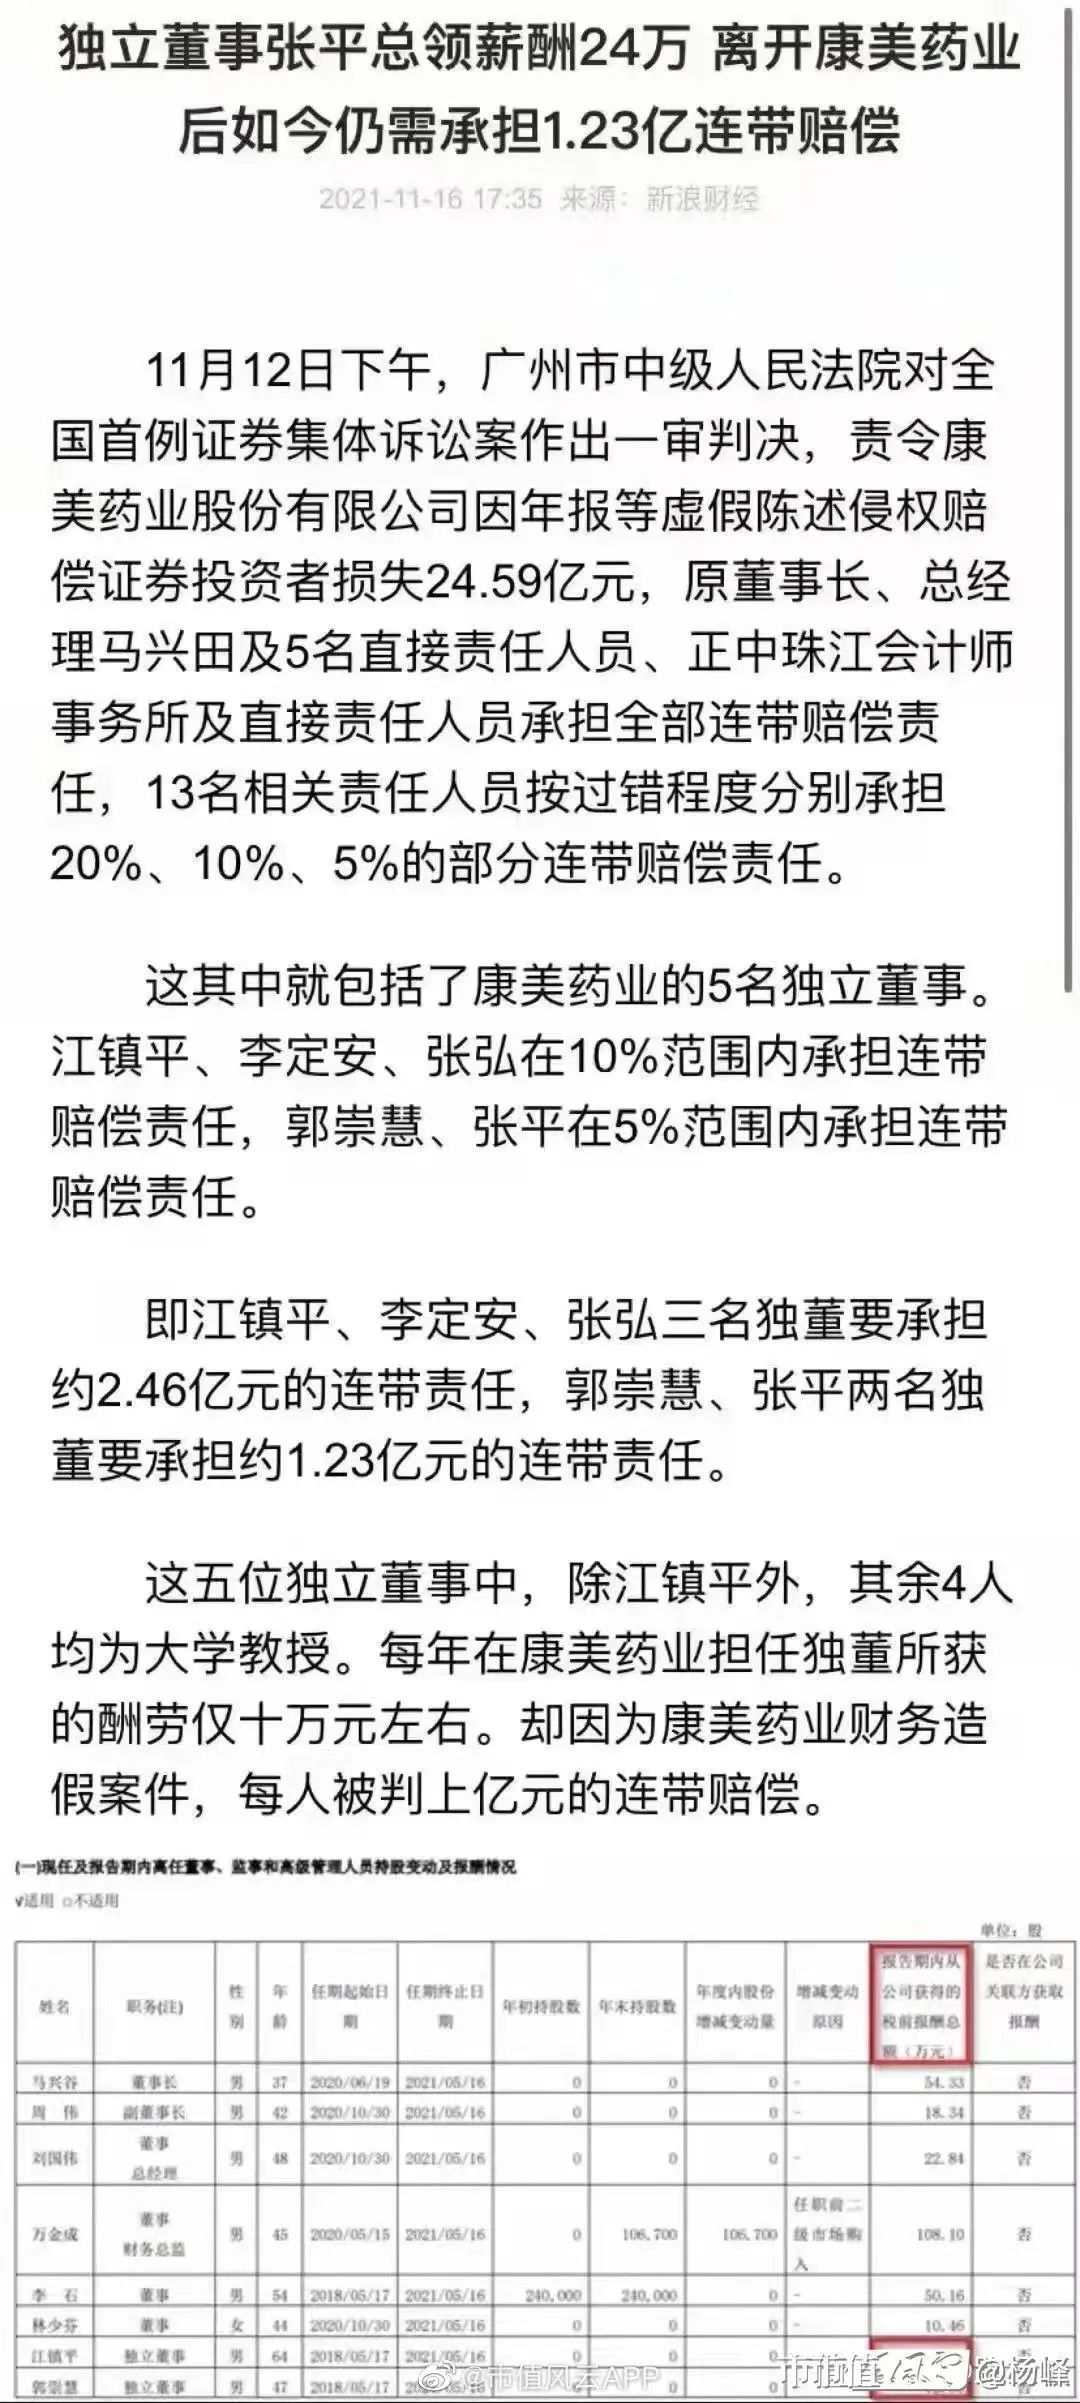 独立董事张平总领薪酬24万 离开康美药业
后如今仍需承担1.23亿连带赔偿
2021-11-16 17:35 来源：新浪财经
11月12日下午，广州市中级人民法院对全
国首例证券集体诉讼案作出一审判决，责令康
美药业股份有限公司因年报等虚假陈述侵权赔
偿证券投资者损失24.59亿元，原董事长、总经
理马兴田及5名直接责任人员、正中珠江会计师
事务所及直接责任人员承担全部连带赔偿责
任，13名相关责任人员按过错程度分别承担
20%、10%、5%的部分连带赔偿责任。
这其中就包括了康美药业的5名独立董事。
江镇平、李定安、张弘在10%范围内承担连带
赔偿责任，郭崇慧、张平在5%范围内承担连带
赔偿责任。
即江镇平、李定安、张弘三名独董要承担
约2.46亿元的连带责任，郭崇慧、张平两名独
董要承担约1.23亿元的连带责任。
这五位独立董事中，除江镇平外，其余4人
均为大学教授。每年在康美药业担任独董所获
的酬劳仅十万元左右。却因为康美药业财务造
假案件，每人被判上亿元的连带赔偿。
(一)现任及报告期内离任董事、监事和高级管理人员持股变动及报酬情况
√适用 □不适用
单位：股
姓名 职务(注) 性别 年龄 任期起始日期 任期终止日期 年初持股数 年末持股数 年度内股份增减变动量 增减变动原因 报告期内从公司获得的税前报酬总额（万元） 是否在公司关联方获取报酬
马兴谷 董事长 男 37 2020/06/19 2021/05/16 0 0 0 - 54.33 否
周 伟 副董事长 男 42 2020/10/30 2021/05/16 0 0 0 - 18.34 否
刘国伟 董事 总经理 男 48 2020/10/30 2021/05/16 0 0 0 - 22.84 否
万金成 董事 财务总监 男 45 2020/05/15 2021/05/16 0 106,700 106,700 任职前二级市场购入 108.10 否
李 石 董事 男 54 2018/05/17 2021/05/16 240,000 240,000 0 - 50.16 否
林少芬 董事 女 44 2020/10/30 2021/05/16 0 0 0 - 10.46 否
江镇平 独立董事 男 64 2018/05/17 2021/05/16 0 0 0 否
郭崇慧 独立董事 男 47 2018/05/17 2021/05/16 0
@市值风云APP
市值风云@杨峰